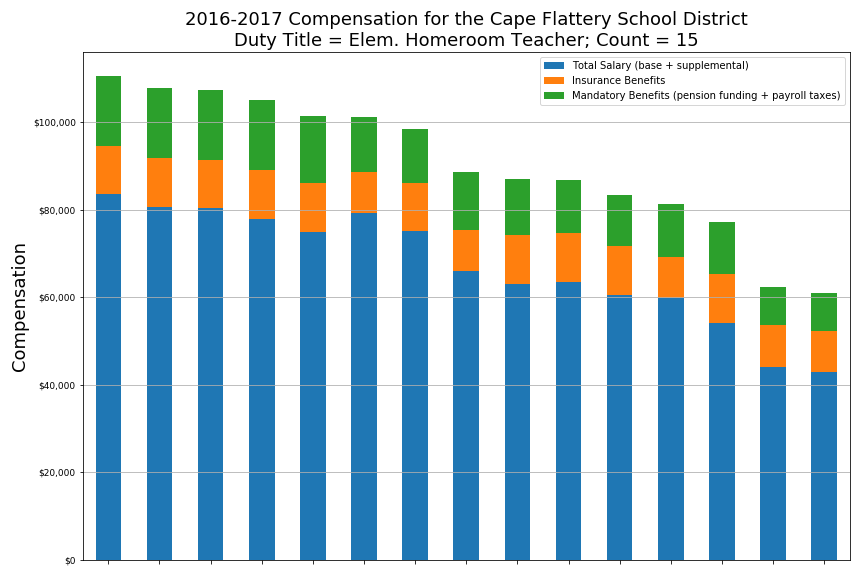 2016-2017 Compensation for the Cape Flattery School District
Duty Title = Elem. Homeroom Teacher; Count = 15
Total Salary (base + supplemental)
Insurance Benefits
Mandatory Benefits (pension funding + payroll taxes)
$100,000
$80,000
$60,000
$40,000
$20,000
$0
Compensation